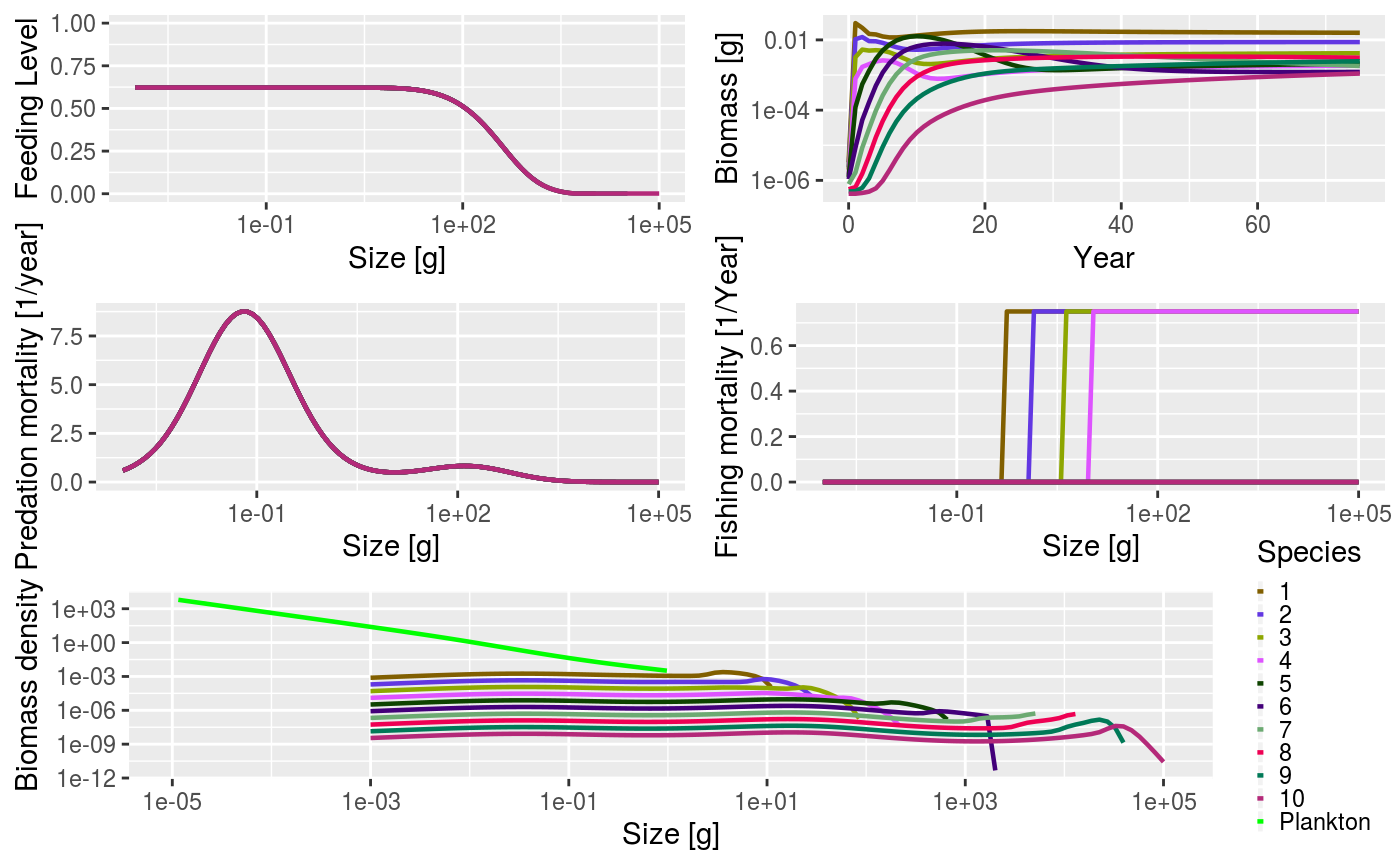 Feeding Level
1.00
0.75
0.50
0.25
0.00
1e-01
1e+02
1e+05
Size [g]
Biomass [g]
0.01
1e-04
1e-06
0
20
40
60
Year
Predation mortality [1/year]
7.5
5.0
2.5
0.0
1e-01
1e+02
1e+05
Size [g]
Fishing mortality [1/Year]
0.6
0.4
0.2
0.0
1e-01
1e+02
1e+05
Size [g]
Biomass density
1e+03
1e+00
1e-03
1e-06
1e-09
1e-12
1e-05
1e-03
1e-01
1e+01
1e+03
1e+05
Size [g]
Species
1
2
3
4
5
6
7
8
9
10
Plankton